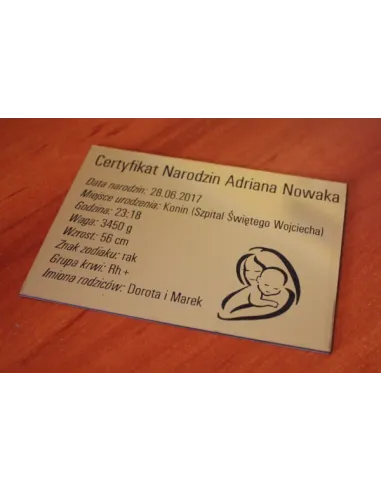 Certyfikat Narodzin Adriana Nowaka
Data narodzin: 28.06.2017
Miejsce urodzenia: Konin (Szpital Świętego Wojciecha)
Godzina: 23:18
Waga: 3450 g
Wzrost: 56 cm
Znak zodiaku: rak
Grupa krwi: Rh +
Imiona rodziców: Dorota i Marek